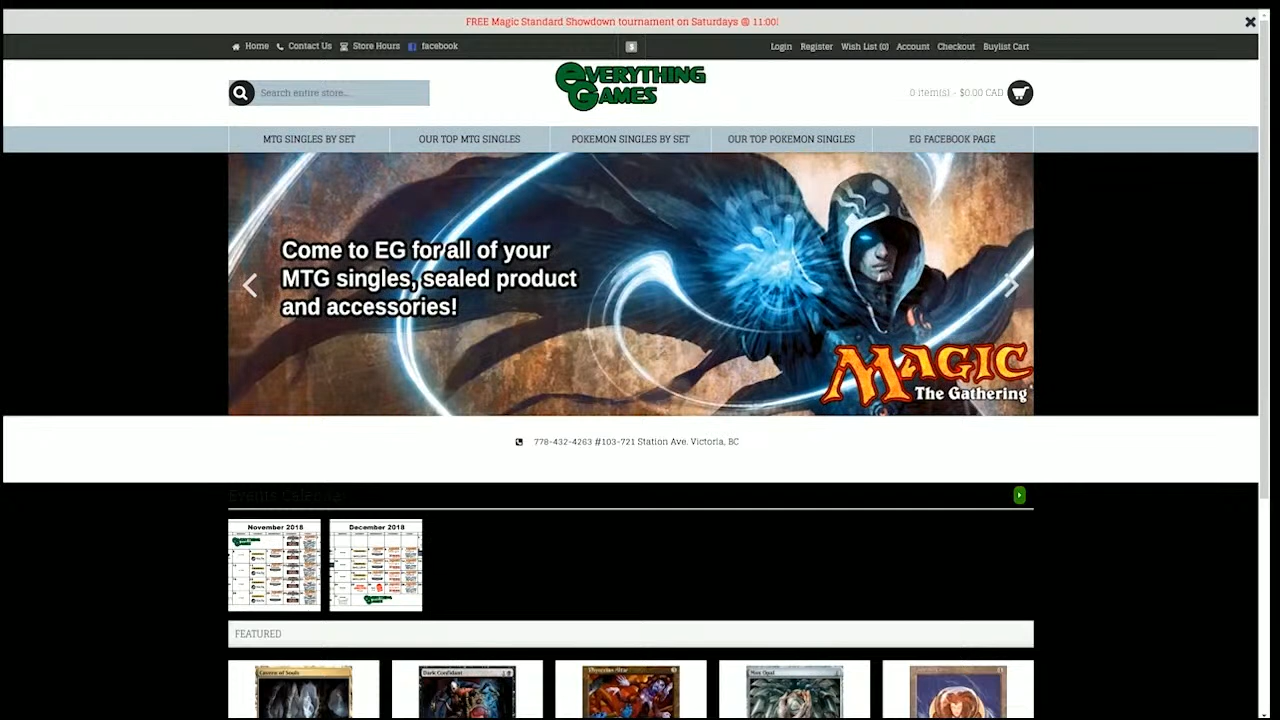 FREE Magic Standard Showdown tournament on Saturdays @ 11:00!
Home Contact Us Store Hours facebook $ Login Register Wish List (0) Account Checkout Buylist Cart
EVERYTHING
GAMES
Search entire store... 0 item(s) - $0.00 CAD
MTG SINGLES BY SET OUR TOP MTG SINGLES POKEMON SINGLES BY SET OUR TOP POKEMON SINGLES EG FACEBOOK PAGE
Come to EG for all of your
MTG singles, sealed product
and accessories!
MAGIC
The Gathering
778-432-4263 #103-721 Station Ave. Victoria, BC
Events Calendar
November 2018 December 2018
FEATURED
Cavern of Souls Dark Confidant Phyrexian Altar Mox Opal